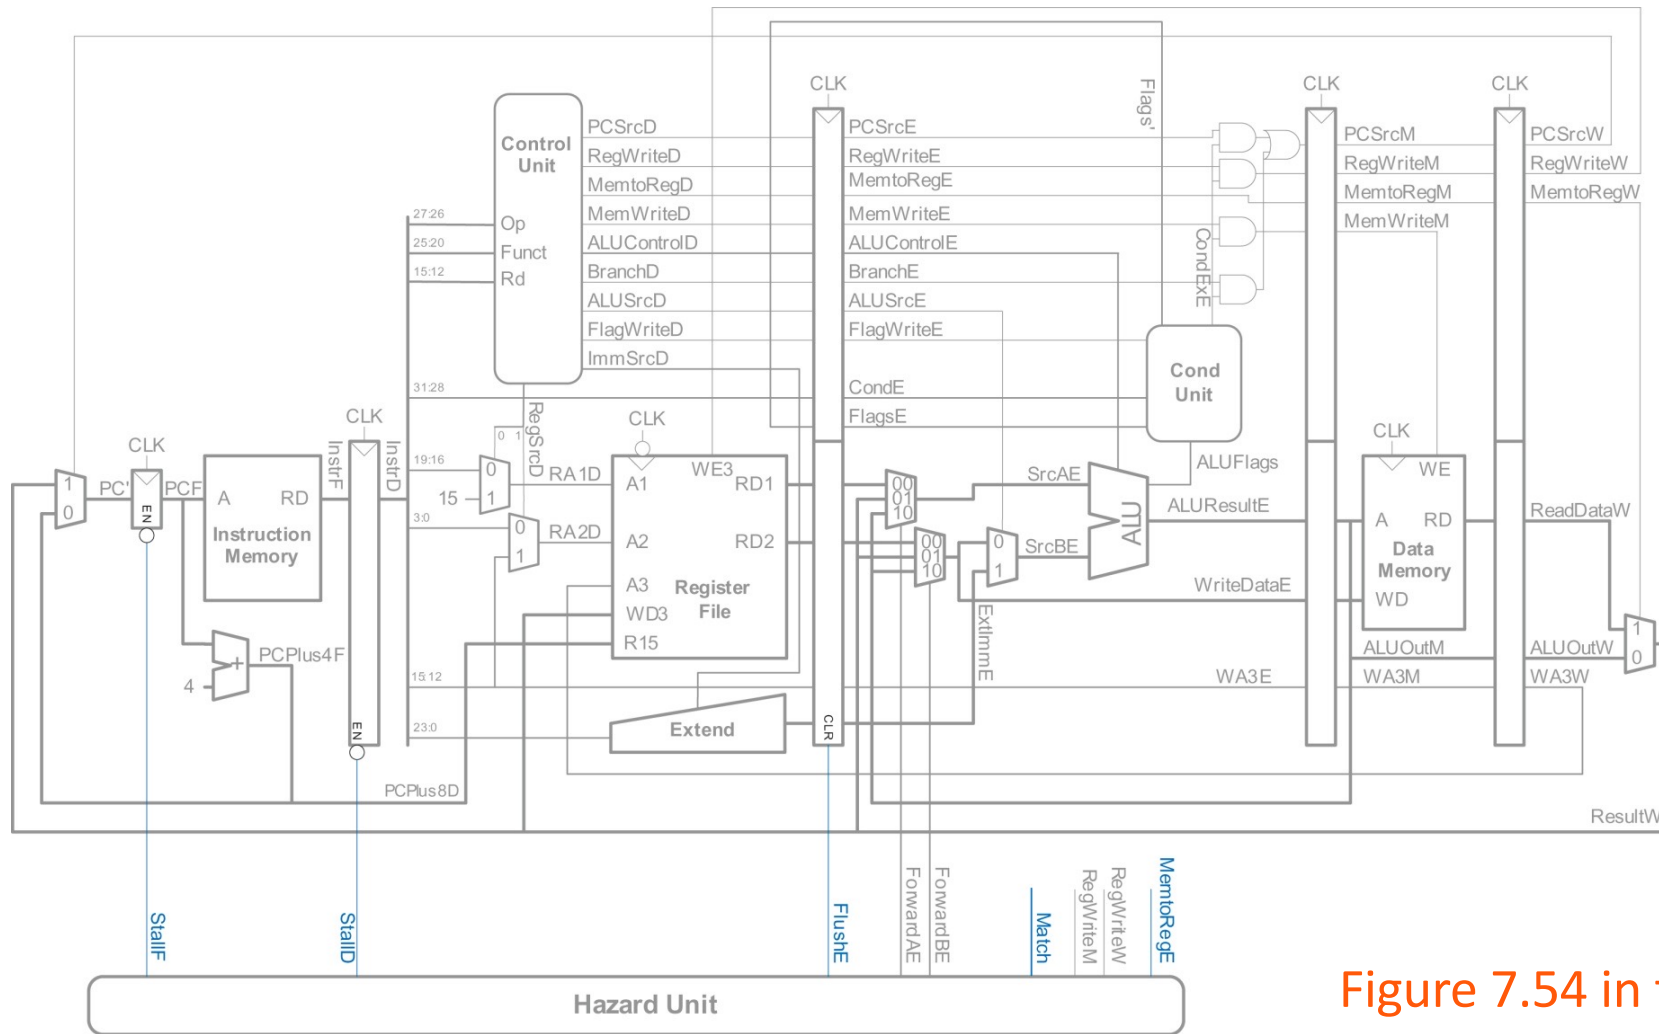 CLK
CLK
CLK
Control
Unit
Op
Funct
Rd
27:26
25:20
15:12
PCSrcD
RegWriteD
MemtoRegD
MemWriteD
ALUControlD
BranchD
ALUSrcD
FlagWriteD
ImmSrcD
PCSrcE
RegWriteE
MemtoRegE
MemWriteE
ALUControlE
BranchE
ALUSrcE
FlagWriteE
CondE
FlagsE
Flags'
CondExE
Cond
Unit
PCSrcM
RegWriteM
MemtoRegM
MemWriteM
PCSrcW
RegWriteW
MemtoRegW
31:28
RegSrcD
0 1
CLK
CLK
CLK
CLK
1
0
PC'
EN
PCF
A
RD
Instruction
Memory
InstrF
EN
InstrD
19:16
15
0
1
RA1D
3:0
0
1
RA2D
A1
A2
A3
WD3
R15
WE3
RD1
RD2
Register
File
00
01
10
00
01
10
0
1
SrcAE
SrcBE
ALU
ALUFlags
ALUResultE
WriteDataE
ExtImmE
A
RD
WE
Data
Memory
WD
ReadDataW
1
0
ALUOutM
ALUOutW
4
+
PCPlus4F
15:12
WA3E
WA3M
WA3W
23:0
Extend
CLR
PCPlus8D
ResultW
StallF
StallD
FlushE
ForwardAE
ForwardBE
Match
RegWriteM
RegWriteW
MemtoRegE
Hazard Unit
Figure 7.54 in